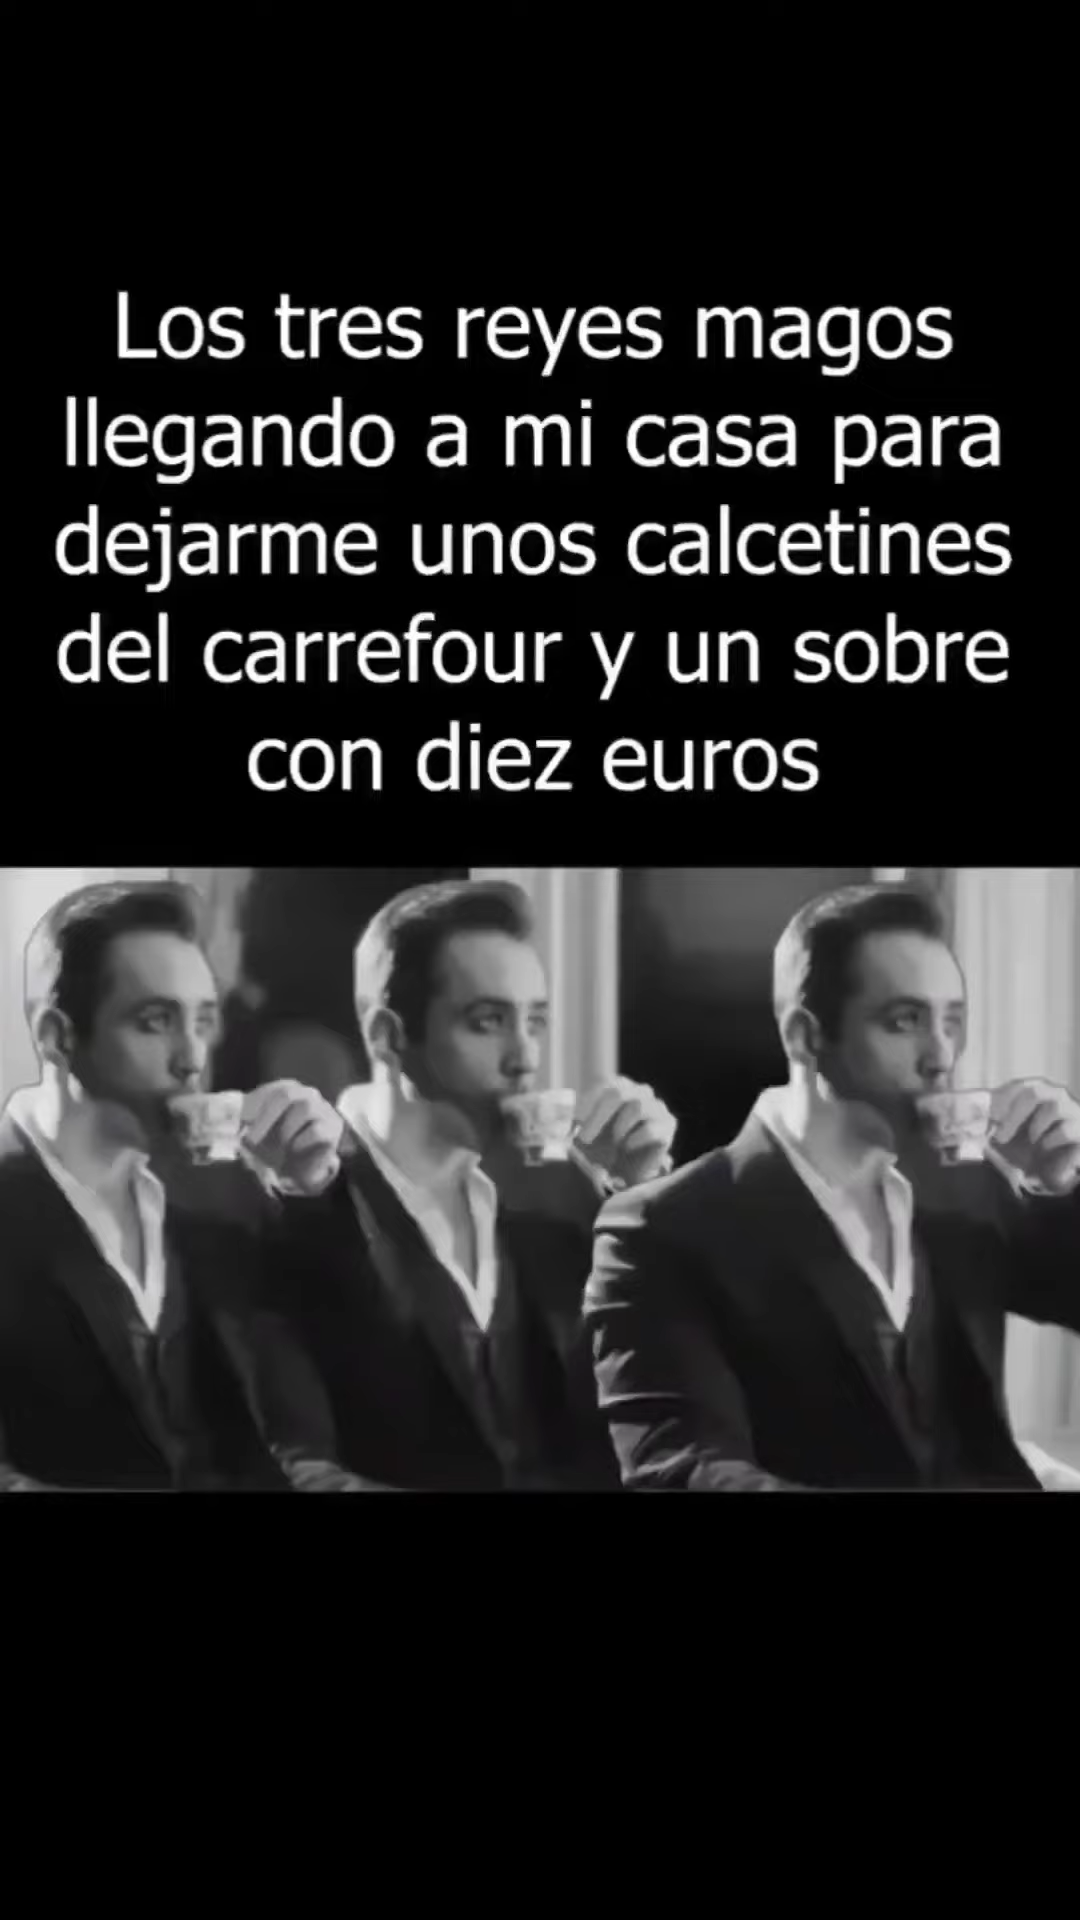 Los tres reyes magos
llegando a mi casa para
dejarme unos calcetines
del carrefour y un sobre
con diez euros